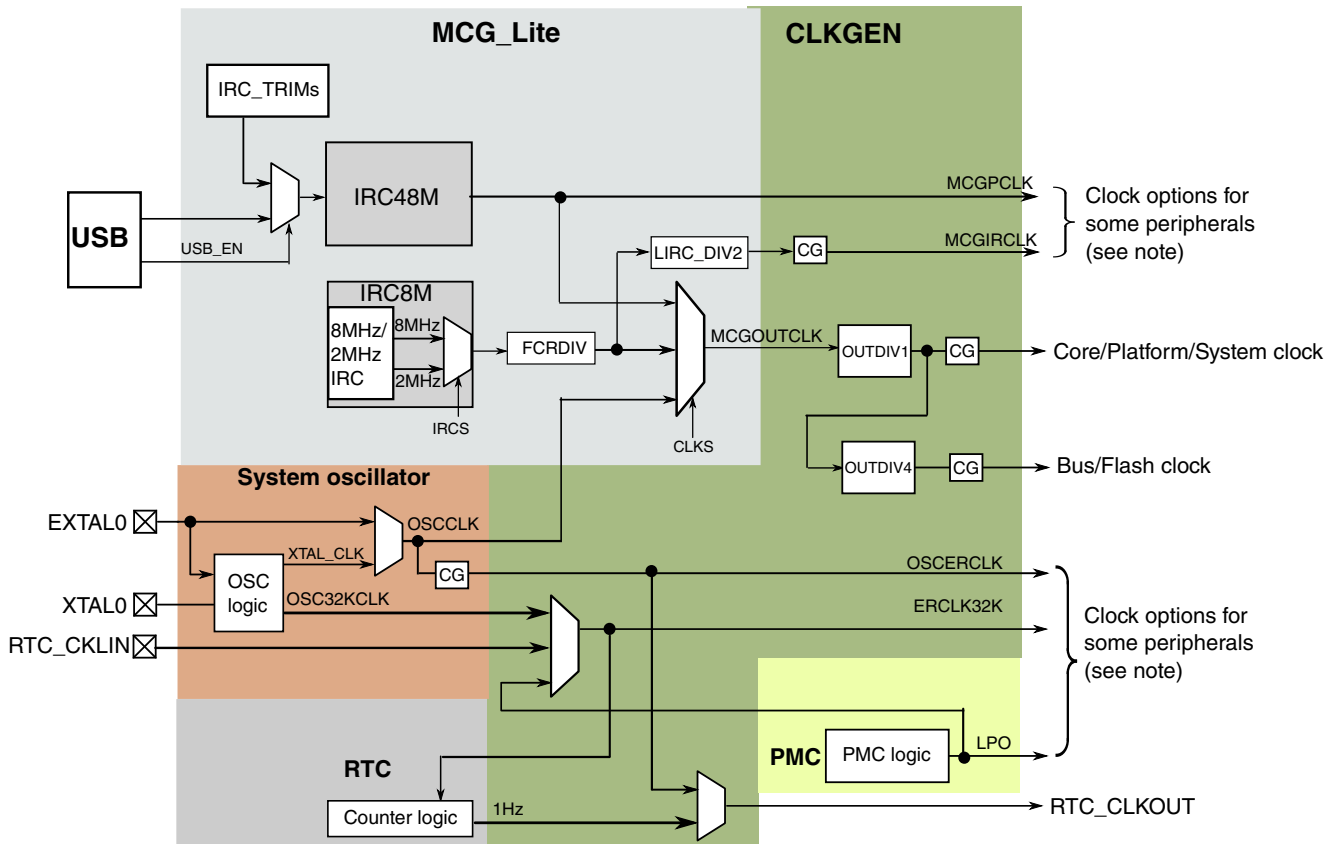 MCG_Lite
CLKGEN
IRC_TRIMs
IRC48M
MCGPCLK
Clock options for
some peripherals
(see note)
USB
USB_EN
LIRC_DIV2
CG
MCGIRCLK
IRC8M
8MHz/
2MHz
IRC
8MHz
2MHz
IRCS
FCRDIV
MCGOUTCLK
CLKS
OUTDIV1
CG
Core/Platform/System clock
OUTDIV4
CG
Bus/Flash clock
System oscillator
EXTAL0
OSCCLK
XTAL_CLK
OSC
logic
CG
OSCERCLK
XTAL0
OSC32KCLK
ERCLK32K
RTC_CKLIN
Clock options for
some peripherals
(see note)
PMC
PMC logic
LPO
RTC
Counter logic
1Hz
RTC_CLKOUT